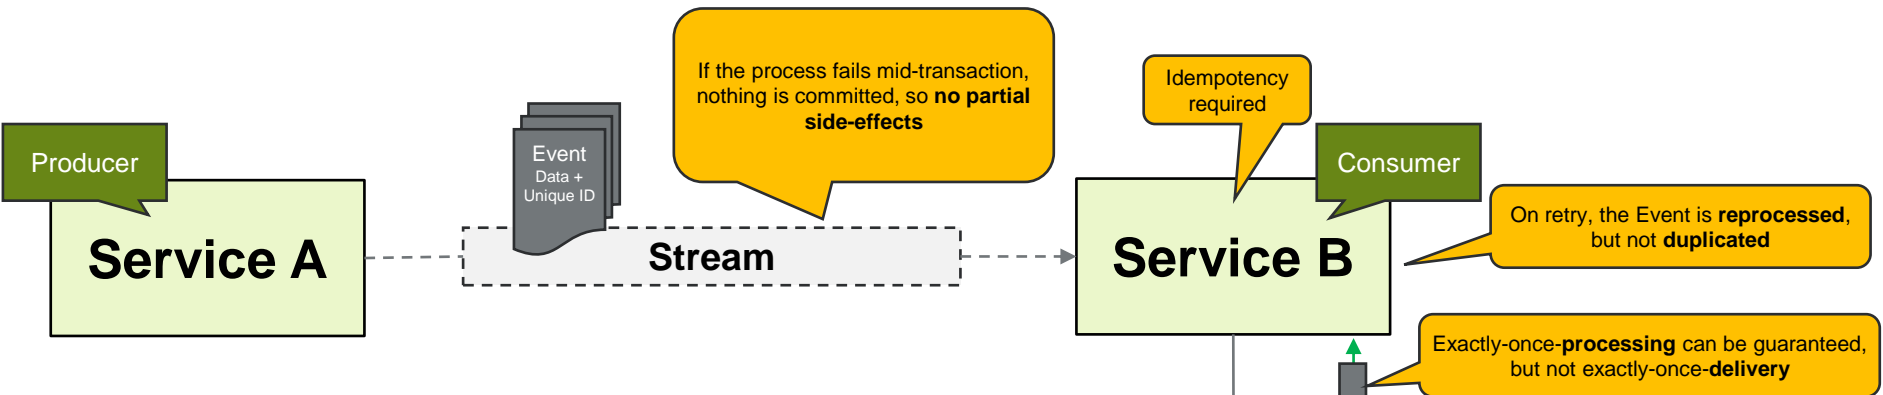 If the process fails mid-transaction,
nothing is committed, so no partial
side-effects
Idempotency
required
Producer
Event
Data +
Unique ID
Consumer
Service A
Stream
Service B
On retry, the Event is reprocessed,
but not duplicated
Exactly-once-processing can be guaranteed,
but not exactly-once-delivery